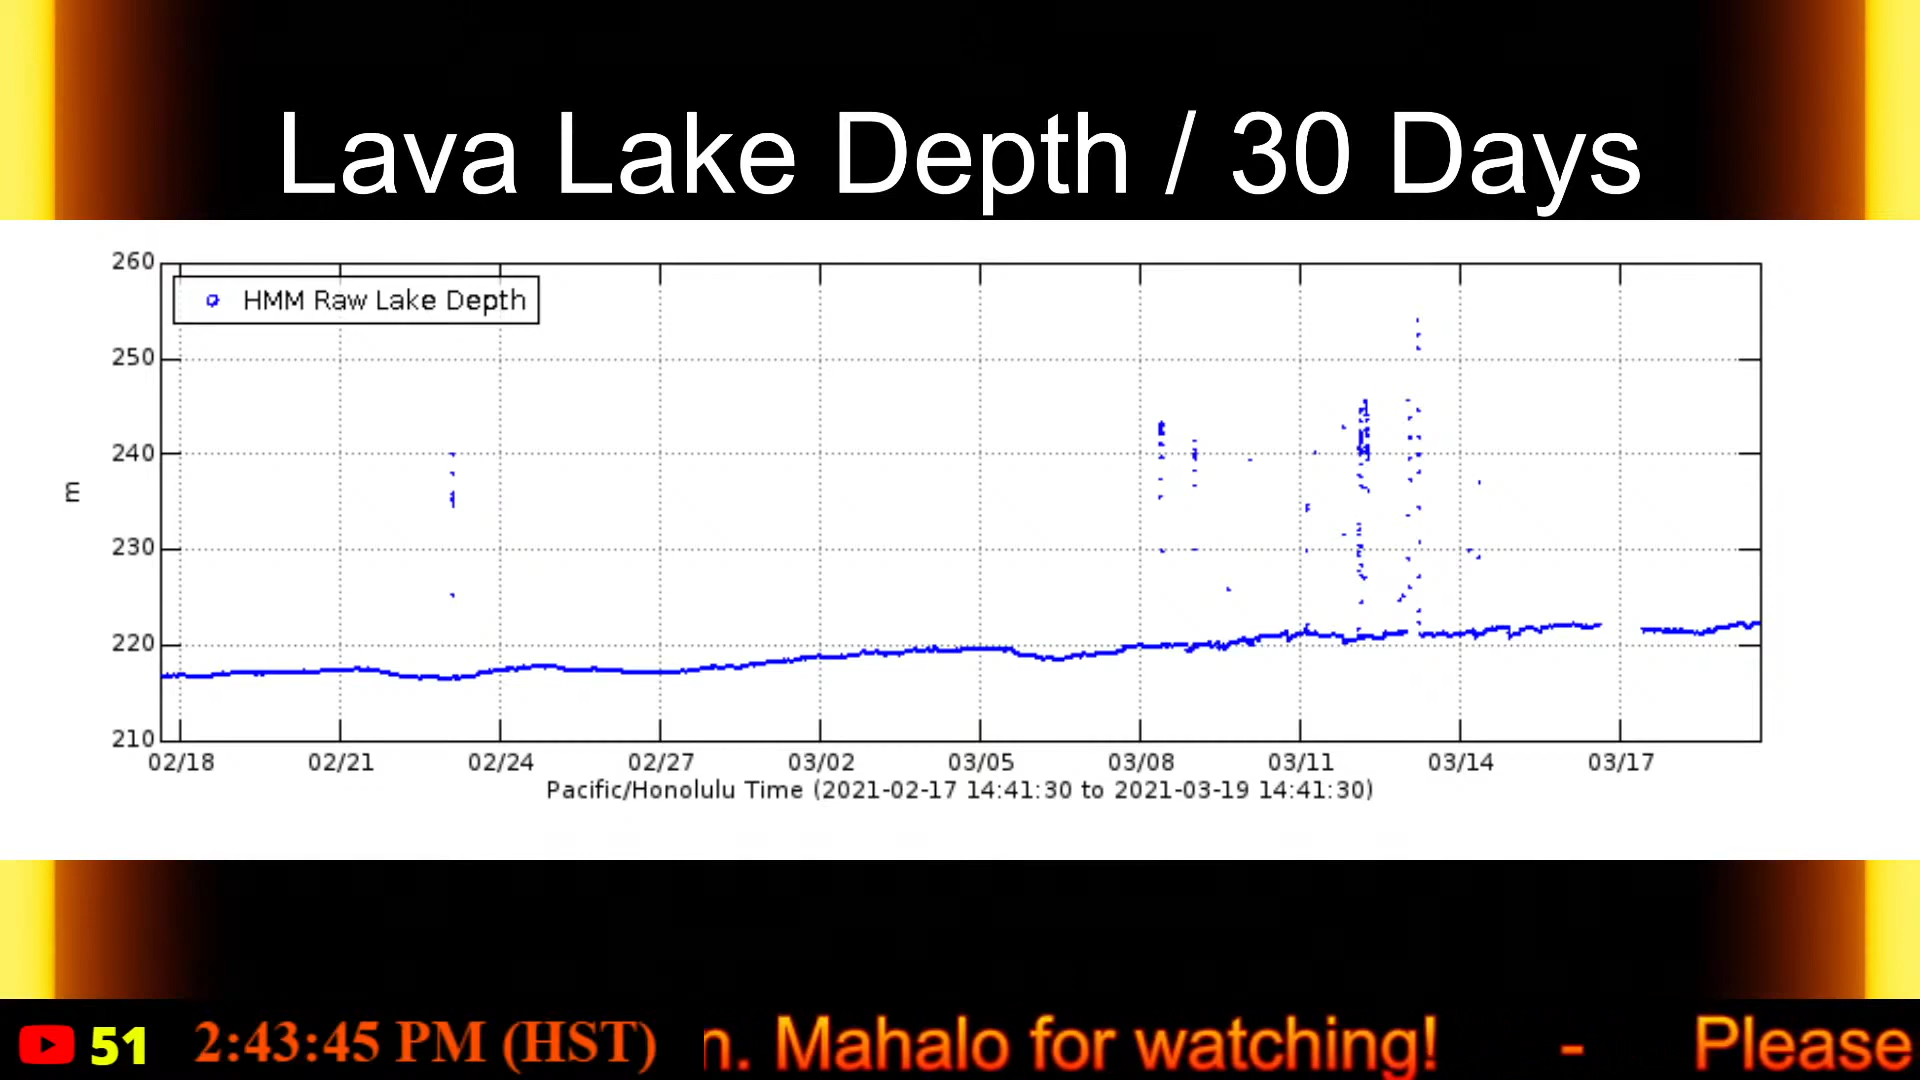 Lava Lake Depth / 30 Days
260
HMM Raw Lake Depth
250
240
m
230
220
210
02/18 02/21 02/24 02/27 03/02 03/05 03/08 03/11 03/14 03/17
Pacific/Honolulu Time (2021-02-17 14:41:30 to 2021-03-19 14:41:30)
51 2:43:45 PM (HST) n. Mahalo for watching! - Please